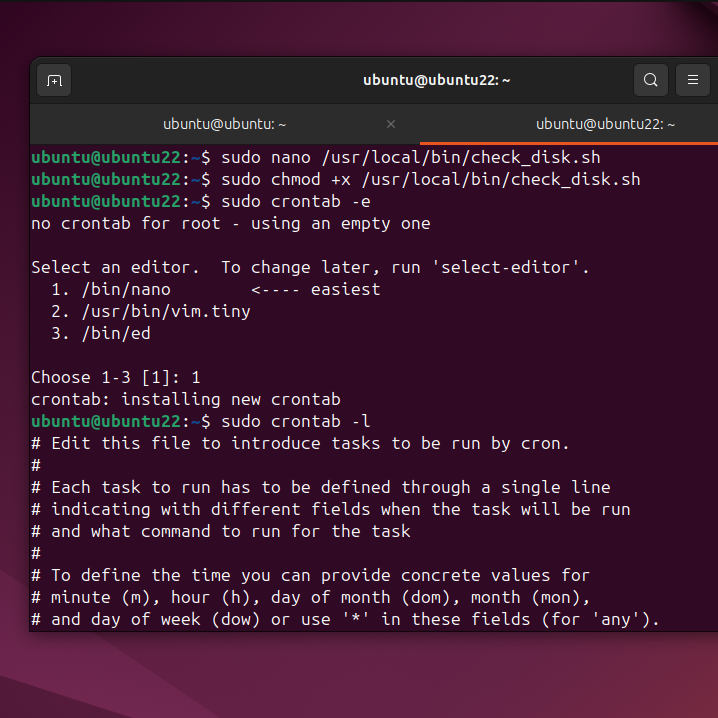 ubuntu@ubuntu22: ~
ubuntu@ubuntu: ~
ubuntu@ubuntu22: ~
ubuntu@ubuntu22:~$ sudo nano /usr/local/bin/check_disk.sh
ubuntu@ubuntu22:~$ sudo chmod +x /usr/local/bin/check_disk.sh
ubuntu@ubuntu22:~$ sudo crontab -e
no crontab for root - using an empty one
Select an editor.  To change later, run 'select-editor'.
  1. /bin/nano        <---- easiest
  2. /usr/bin/vim.tiny
  3. /bin/ed
Choose 1-3 [1]: 1
crontab: installing new crontab
ubuntu@ubuntu22:~$ sudo crontab -l
# Edit this file to introduce tasks to be run by cron.
#
# Each task to run has to be defined through a single line
# indicating with different fields when the task will be run
# and what command to run for the task
#
# To define the time you can provide concrete values for
# minute (m), hour (h), day of month (dom), month (mon),
# and day of week (dow) or use '*' in these fields (for 'any').